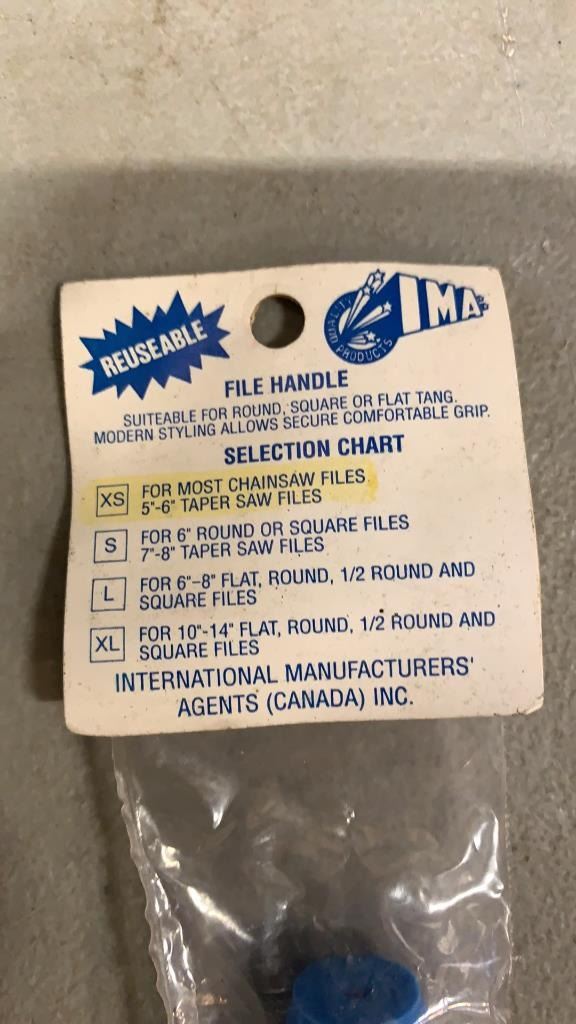 REUSEABLE
QUALITY
PRODUCTS
IMA
FILE HANDLE
SUITEABLE FOR ROUND, SQUARE OR FLAT TANG.
MODERN STYLING ALLOWS SECURE COMFORTABLE GRIP.
SELECTION CHART
XS FOR MOST CHAINSAW FILES
5"-6" TAPER SAW FILES
S FOR 6" ROUND OR SQUARE FILES
7"-8" TAPER SAW FILES
L FOR 6"-8" FLAT, ROUND, 1/2 ROUND AND
SQUARE FILES
XL FOR 10"-14" FLAT, ROUND, 1/2 ROUND AND
SQUARE FILES
INTERNATIONAL MANUFACTURERS'
AGENTS (CANADA) INC.